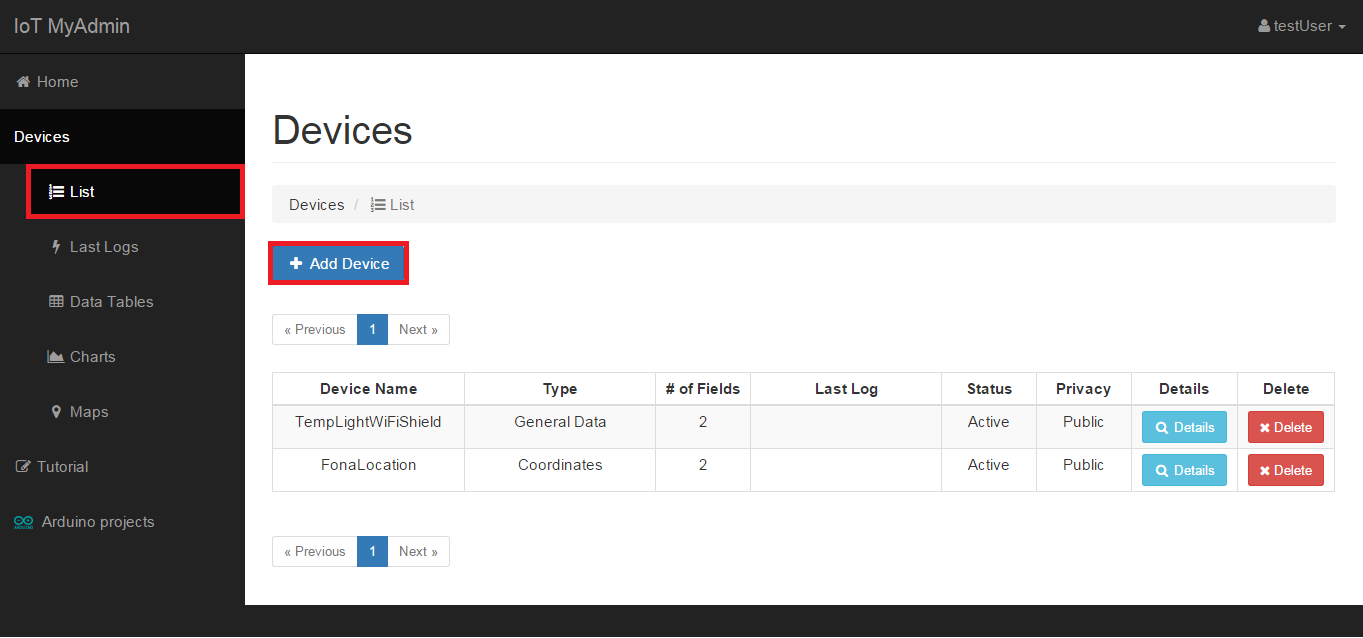 IoT MyAdmin
testUser
Home
Devices
List
Last Logs
Data Tables
Charts
Maps
Tutorial
Arduino projects
Devices
Devices / List
Add Device
« Previous 1 Next »
Device Name Type # of Fields Last Log Status Privacy Details Delete
TempLightWiFiShield General Data 2 Active Public Details Delete
FonaLocation Coordinates 2 Active Public Details Delete
« Previous 1 Next »